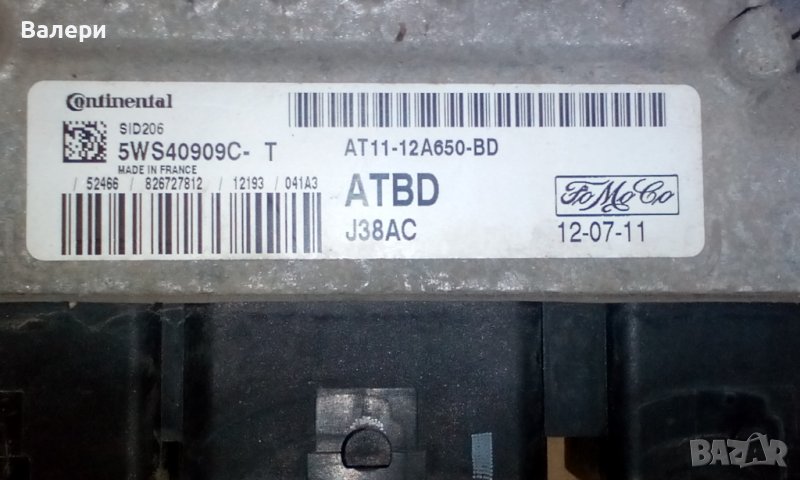 Валери
Continental
SID206
5WS40909C- T
MADE IN FRANCE
/ 52466 / 826727812 / 12193 / 041A3
AT11-12A650-BD
ATBD
J38AC
FoMoCo
12-07-11
BAZAR